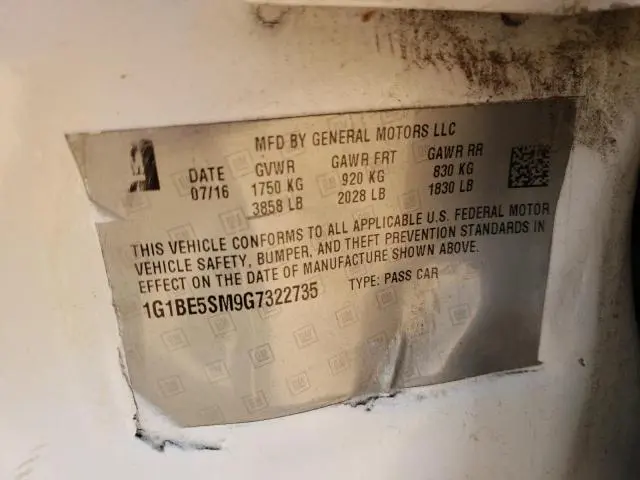 MFD BY GENERAL MOTORS LLC
DATE GVWR GAWR FRT GAWR RR
07/16 1750 KG 920 KG 830 KG
3858 LB 2028 LB 1830 LB
THIS VEHICLE CONFORMS TO ALL APPLICABLE U.S. FEDERAL MOTOR
VEHICLE SAFETY, BUMPER, AND THEFT PREVENTION STANDARDS IN
EFFECT ON THE DATE OF MANUFACTURE SHOWN ABOVE.
1G1BE5SM9G7322735 TYPE: PASS CAR